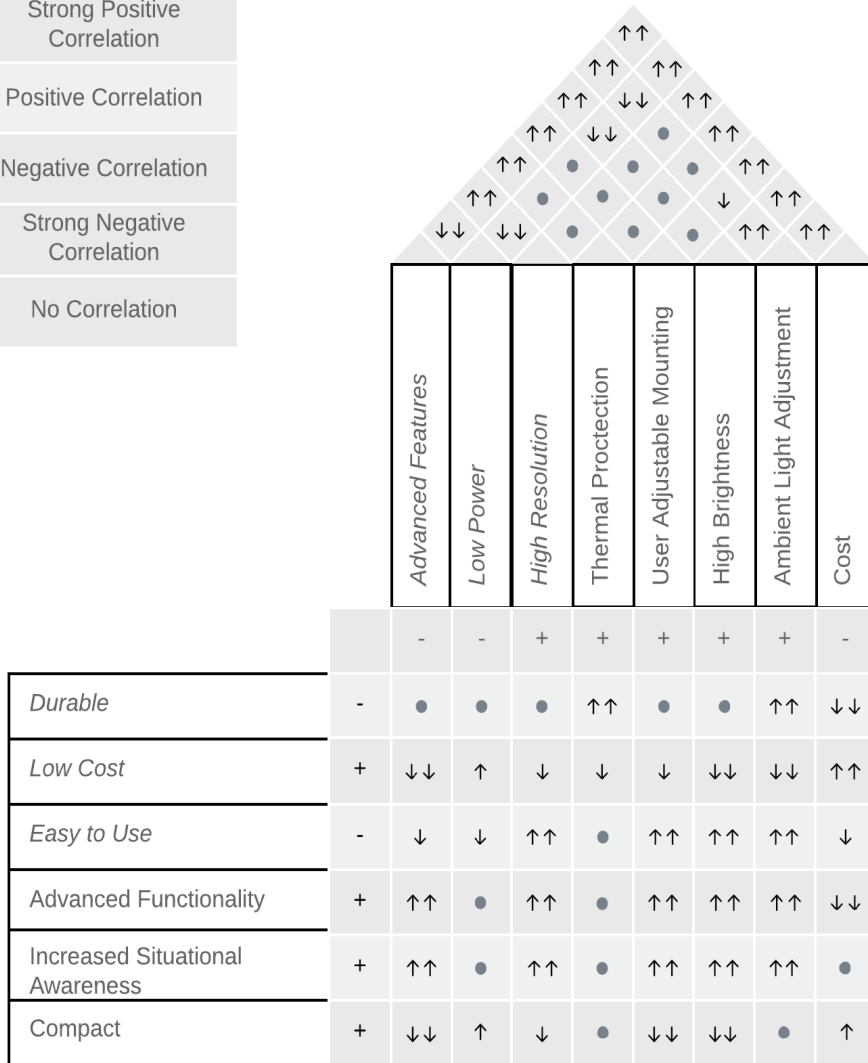 Strong Positive
Correlation
Positive Correlation
Negative Correlation
Strong Negative
Correlation
No Correlation
↑↑
↑↑ ↑↑
↑↑ ↓↓ ↑↑
↑↑ ↓↓ ● ↑↑
↑↑ ● ● ● ↑↑
↑↑ ● ● ● ↓ ↑↑
↓↓ ↓↓ ● ● ● ↑↑ ↑↑
Advanced Features
Low Power
High Resolution
Thermal Proctection
User Adjustable Mounting
High Brightness
Ambient Light Adjustment
Cost
- - + + + + + -
Durable - ● ● ● ↑↑ ● ● ↑↑ ↓↓
Low Cost + ↓↓ ↑ ↓ ↓ ↓ ↓↓ ↓↓ ↑↑
Easy to Use - ↓ ↓ ↑↑ ● ↑↑ ↑↑ ↑↑ ↓
Advanced Functionality + ↑↑ ● ↑↑ ● ↑↑ ↑↑ ↑↑ ↓↓
Increased Situational
Awareness + ↑↑ ● ↑↑ ● ↑↑ ↑↑ ↑↑ ●
Compact + ↓↓ ↑ ↓ ● ↓↓ ↓↓ ● ↑